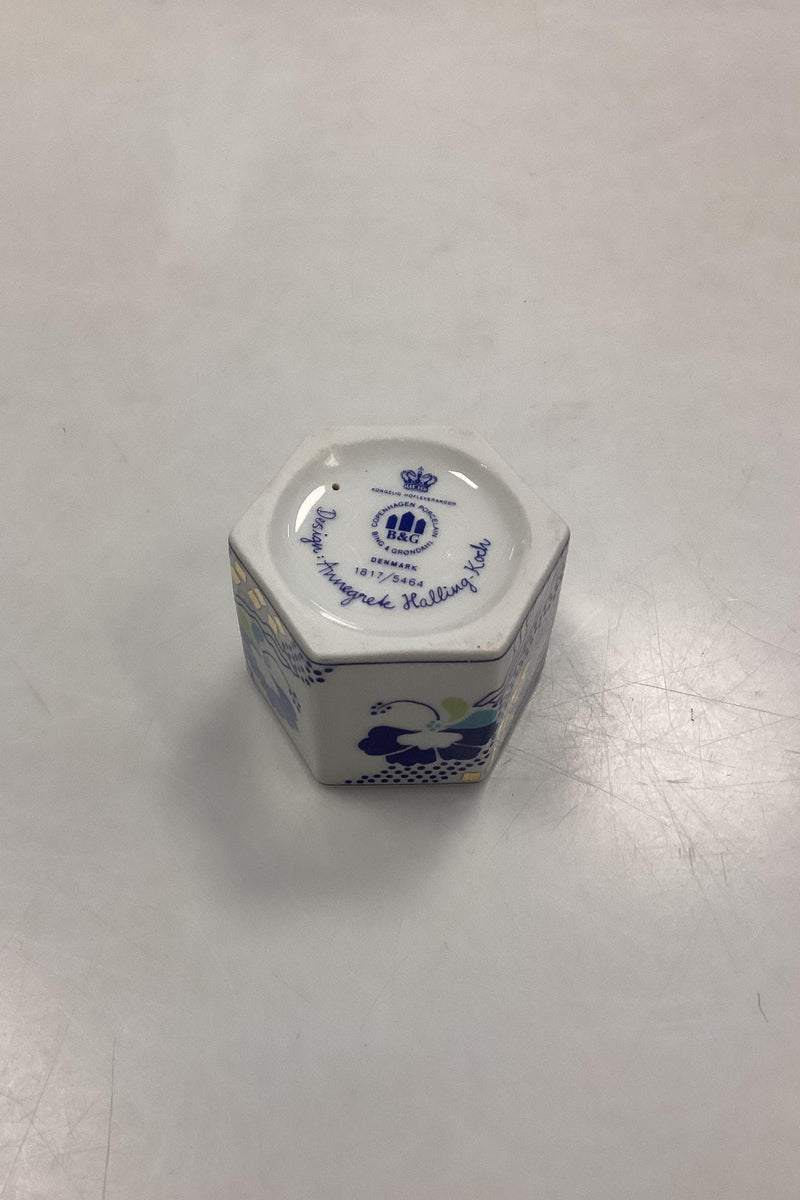 KONGELIG HOFLEVERANDØR
COPENHAGEN PORCELAIN
B&G
BING & GRØNDAHL
DENMARK
1817/5464
Design: Annegrete Halling-Koch